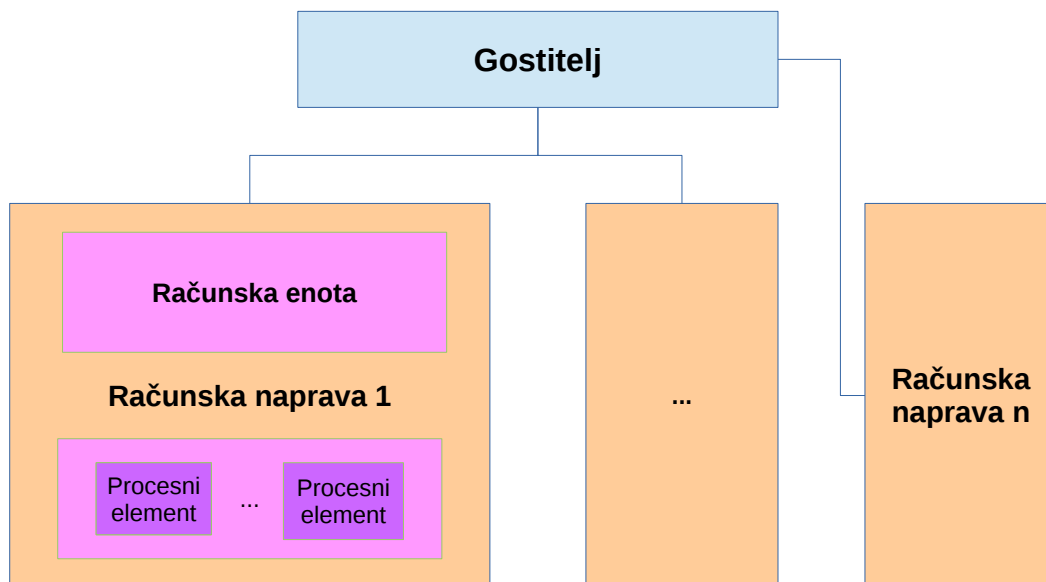 Gostitelj
Računska enota
Računska naprava 1
Procesni
element
...
Procesni
element
...
Računska
naprava n